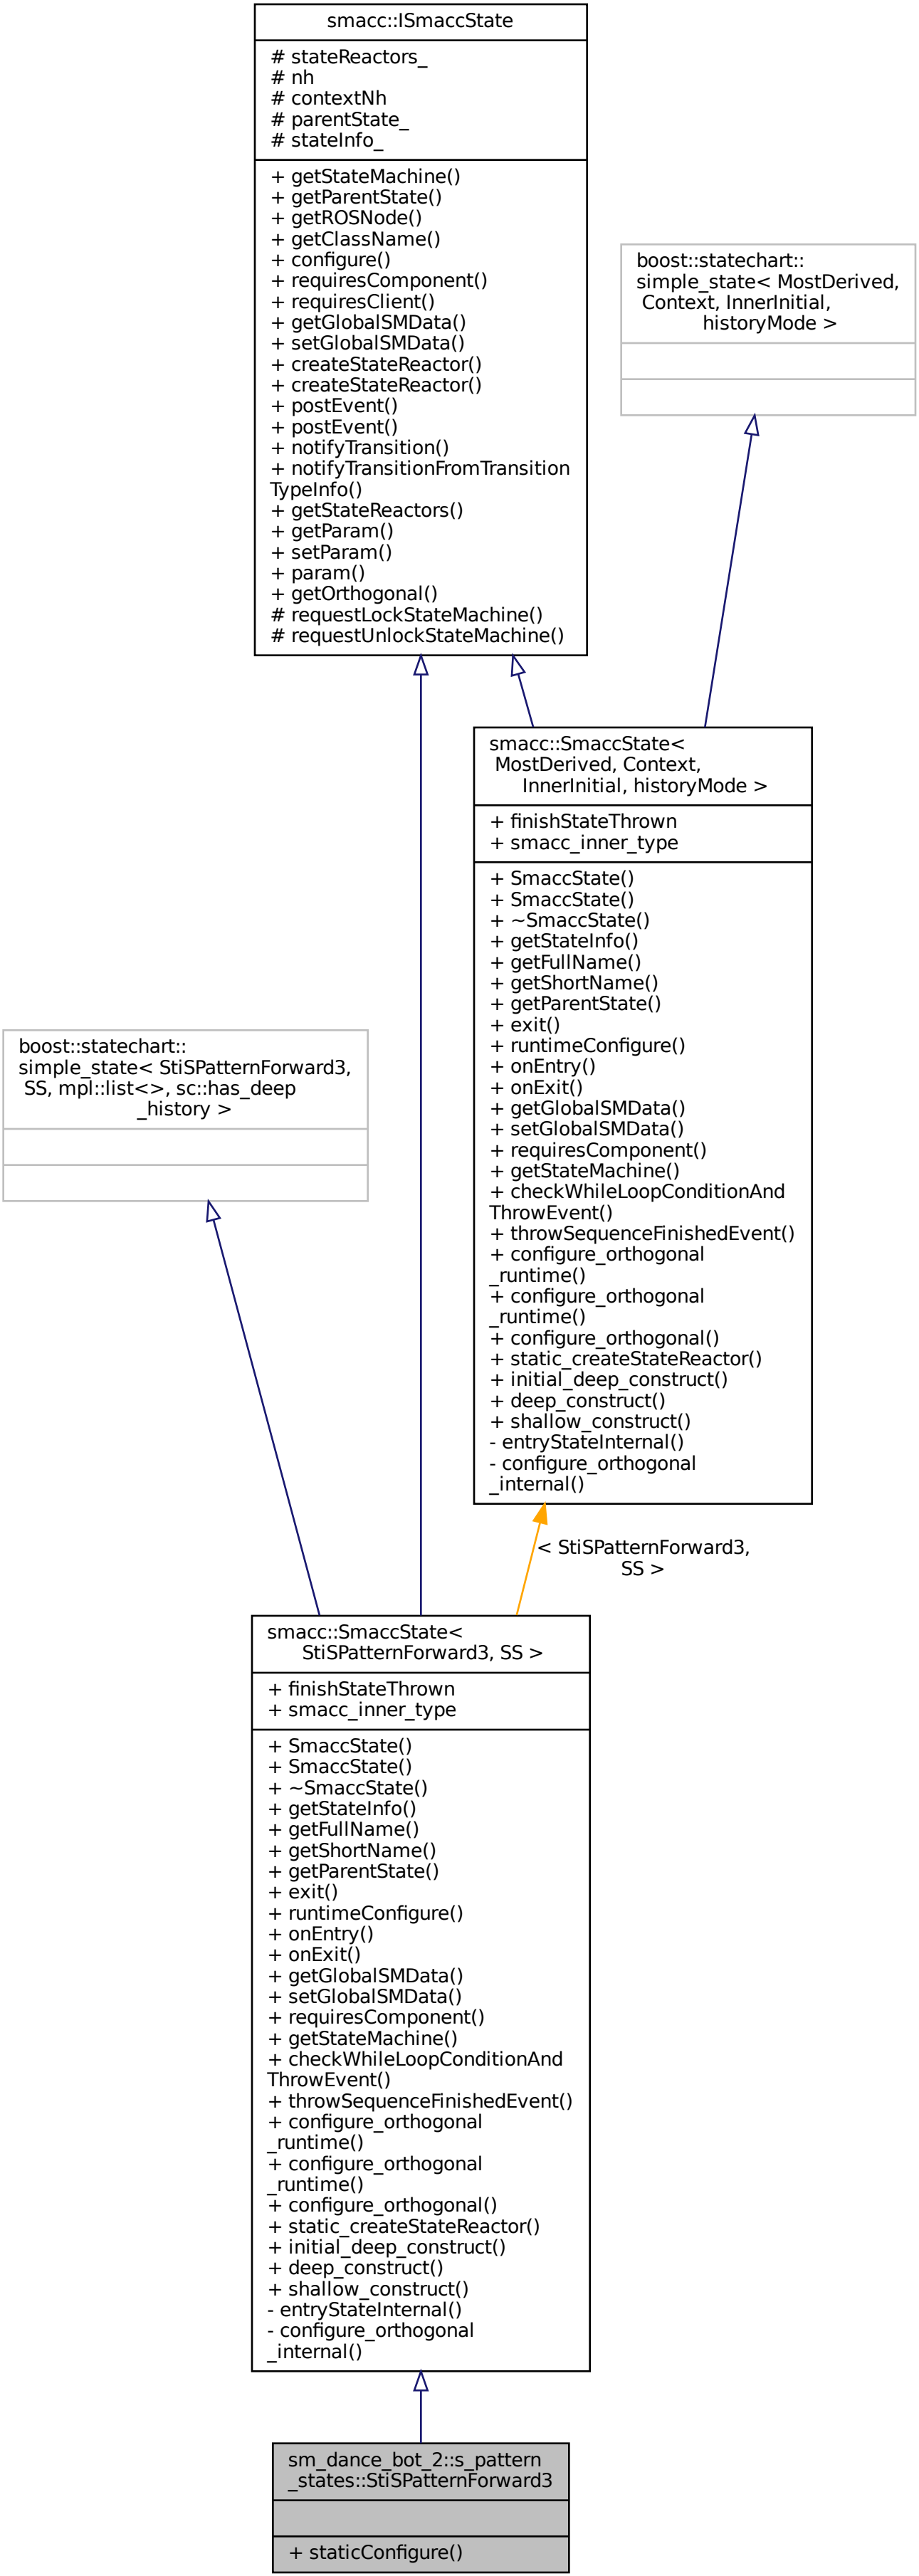 smacc::ISmaccState
# stateReactors_
# nh
# contextNh
# parentState_
# stateInfo_
+ getStateMachine()
+ getParentState()
+ getROSNode()
+ getClassName()
+ configure()
+ requiresComponent()
+ requiresClient()
+ getGlobalSMData()
+ setGlobalSMData()
+ createStateReactor()
+ createStateReactor()
+ postEvent()
+ postEvent()
+ notifyTransition()
+ notifyTransitionFromTransition
TypeInfo()
+ getStateReactors()
+ getParam()
+ setParam()
+ param()
+ getOrthogonal()
# requestLockStateMachine()
# requestUnlockStateMachine()
boost::statechart::
simple_state< MostDerived,
Context, InnerInitial,
historyMode >
smacc::SmaccState<
MostDerived, Context,
InnerInitial, historyMode >
+ finishStateThrown
+ smacc_inner_type
+ SmaccState()
+ SmaccState()
+ ~SmaccState()
+ getStateInfo()
+ getFullName()
+ getShortName()
+ getParentState()
+ exit()
+ runtimeConfigure()
+ onEntry()
+ onExit()
+ getGlobalSMData()
+ setGlobalSMData()
+ requiresComponent()
+ getStateMachine()
+ checkWhileLoopConditionAnd
ThrowEvent()
+ throwSequenceFinishedEvent()
+ configure_orthogonal
_runtime()
+ configure_orthogonal
_runtime()
+ configure_orthogonal()
+ static_createStateReactor()
+ initial_deep_construct()
+ deep_construct()
+ shallow_construct()
- entryStateInternal()
- configure_orthogonal
_internal()
boost::statechart::
simple_state< StiSPatternForward3,
SS, mpl::list<>, sc::has_deep
_history >
< StiSPatternForward3,
SS >
smacc::SmaccState<
StiSPatternForward3, SS >
+ finishStateThrown
+ smacc_inner_type
+ SmaccState()
+ SmaccState()
+ ~SmaccState()
+ getStateInfo()
+ getFullName()
+ getShortName()
+ getParentState()
+ exit()
+ runtimeConfigure()
+ onEntry()
+ onExit()
+ getGlobalSMData()
+ setGlobalSMData()
+ requiresComponent()
+ getStateMachine()
+ checkWhileLoopConditionAnd
ThrowEvent()
+ throwSequenceFinishedEvent()
+ configure_orthogonal
_runtime()
+ configure_orthogonal
_runtime()
+ configure_orthogonal()
+ static_createStateReactor()
+ initial_deep_construct()
+ deep_construct()
+ shallow_construct()
- entryStateInternal()
- configure_orthogonal
_internal()
sm_dance_bot_2::s_pattern
_states::StiSPatternForward3
+ staticConfigure()